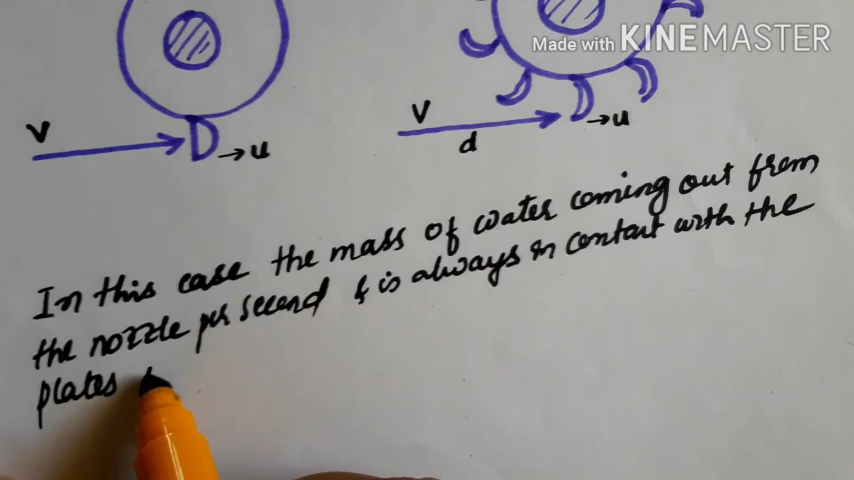 Made with KINEMASTER
V
→u
V
d
→u
In this case the mass of water coming out from
the nozzle per second & is always in contact with the
plates